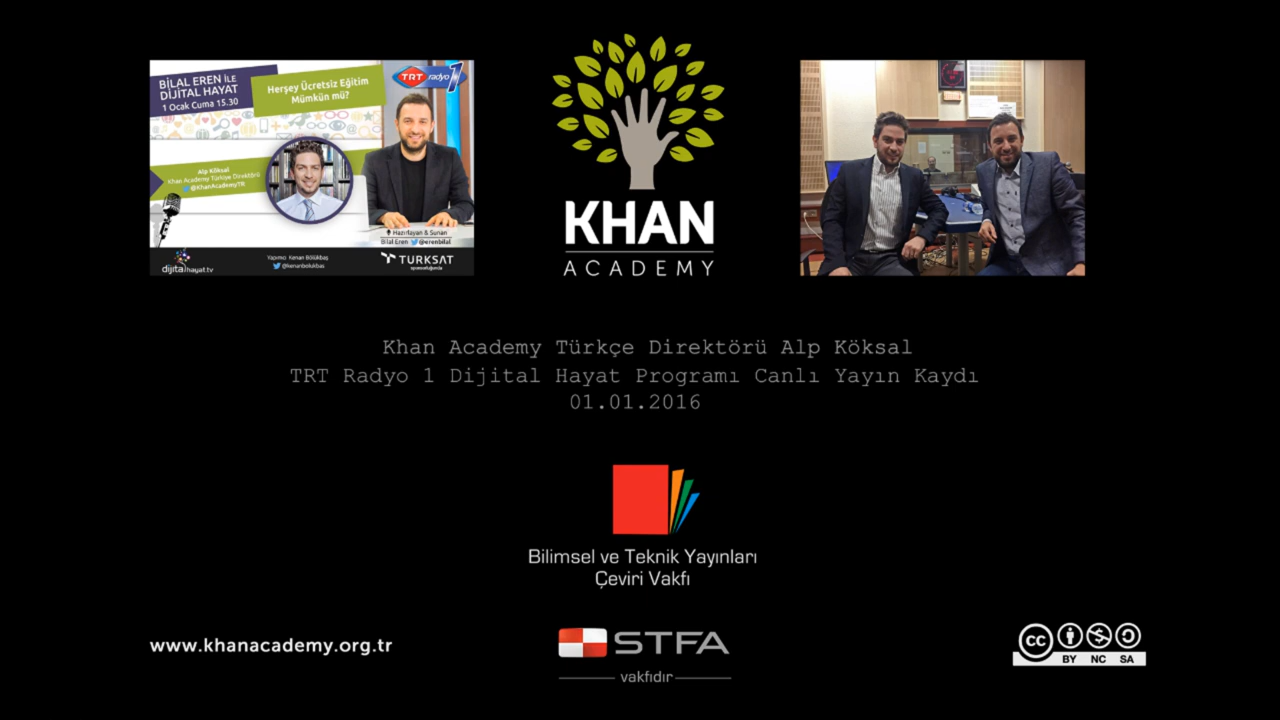 BİLAL EREN İLE
DİJİTAL HAYAT
1 Ocak Cuma 15.30
Herşey Ücretsiz Eğitim
Mümkün mü?
TRT radyo 1
Alp Köksal
Khan Academy Türkiye Direktörü
@KhanAcademyTR
Hazırlayan & Sunan
Bilal Eren @erenbilal
dijitalhayat.tv
Yapımcı Kenan Bölükbaş
@kenanbolukbas
TURKSAT
KHAN
ACADEMY
Khan Academy Türkçe Direktörü Alp Köksal
TRT Radyo 1 Dijital Hayat Programı Canlı Yayın Kaydı
01.01.2016
Bilimsel ve Teknik Yayınları
Çeviri Vakfı
www.khanacademy.org.tr
STFA
vakfıdır
cc
BY NC SA